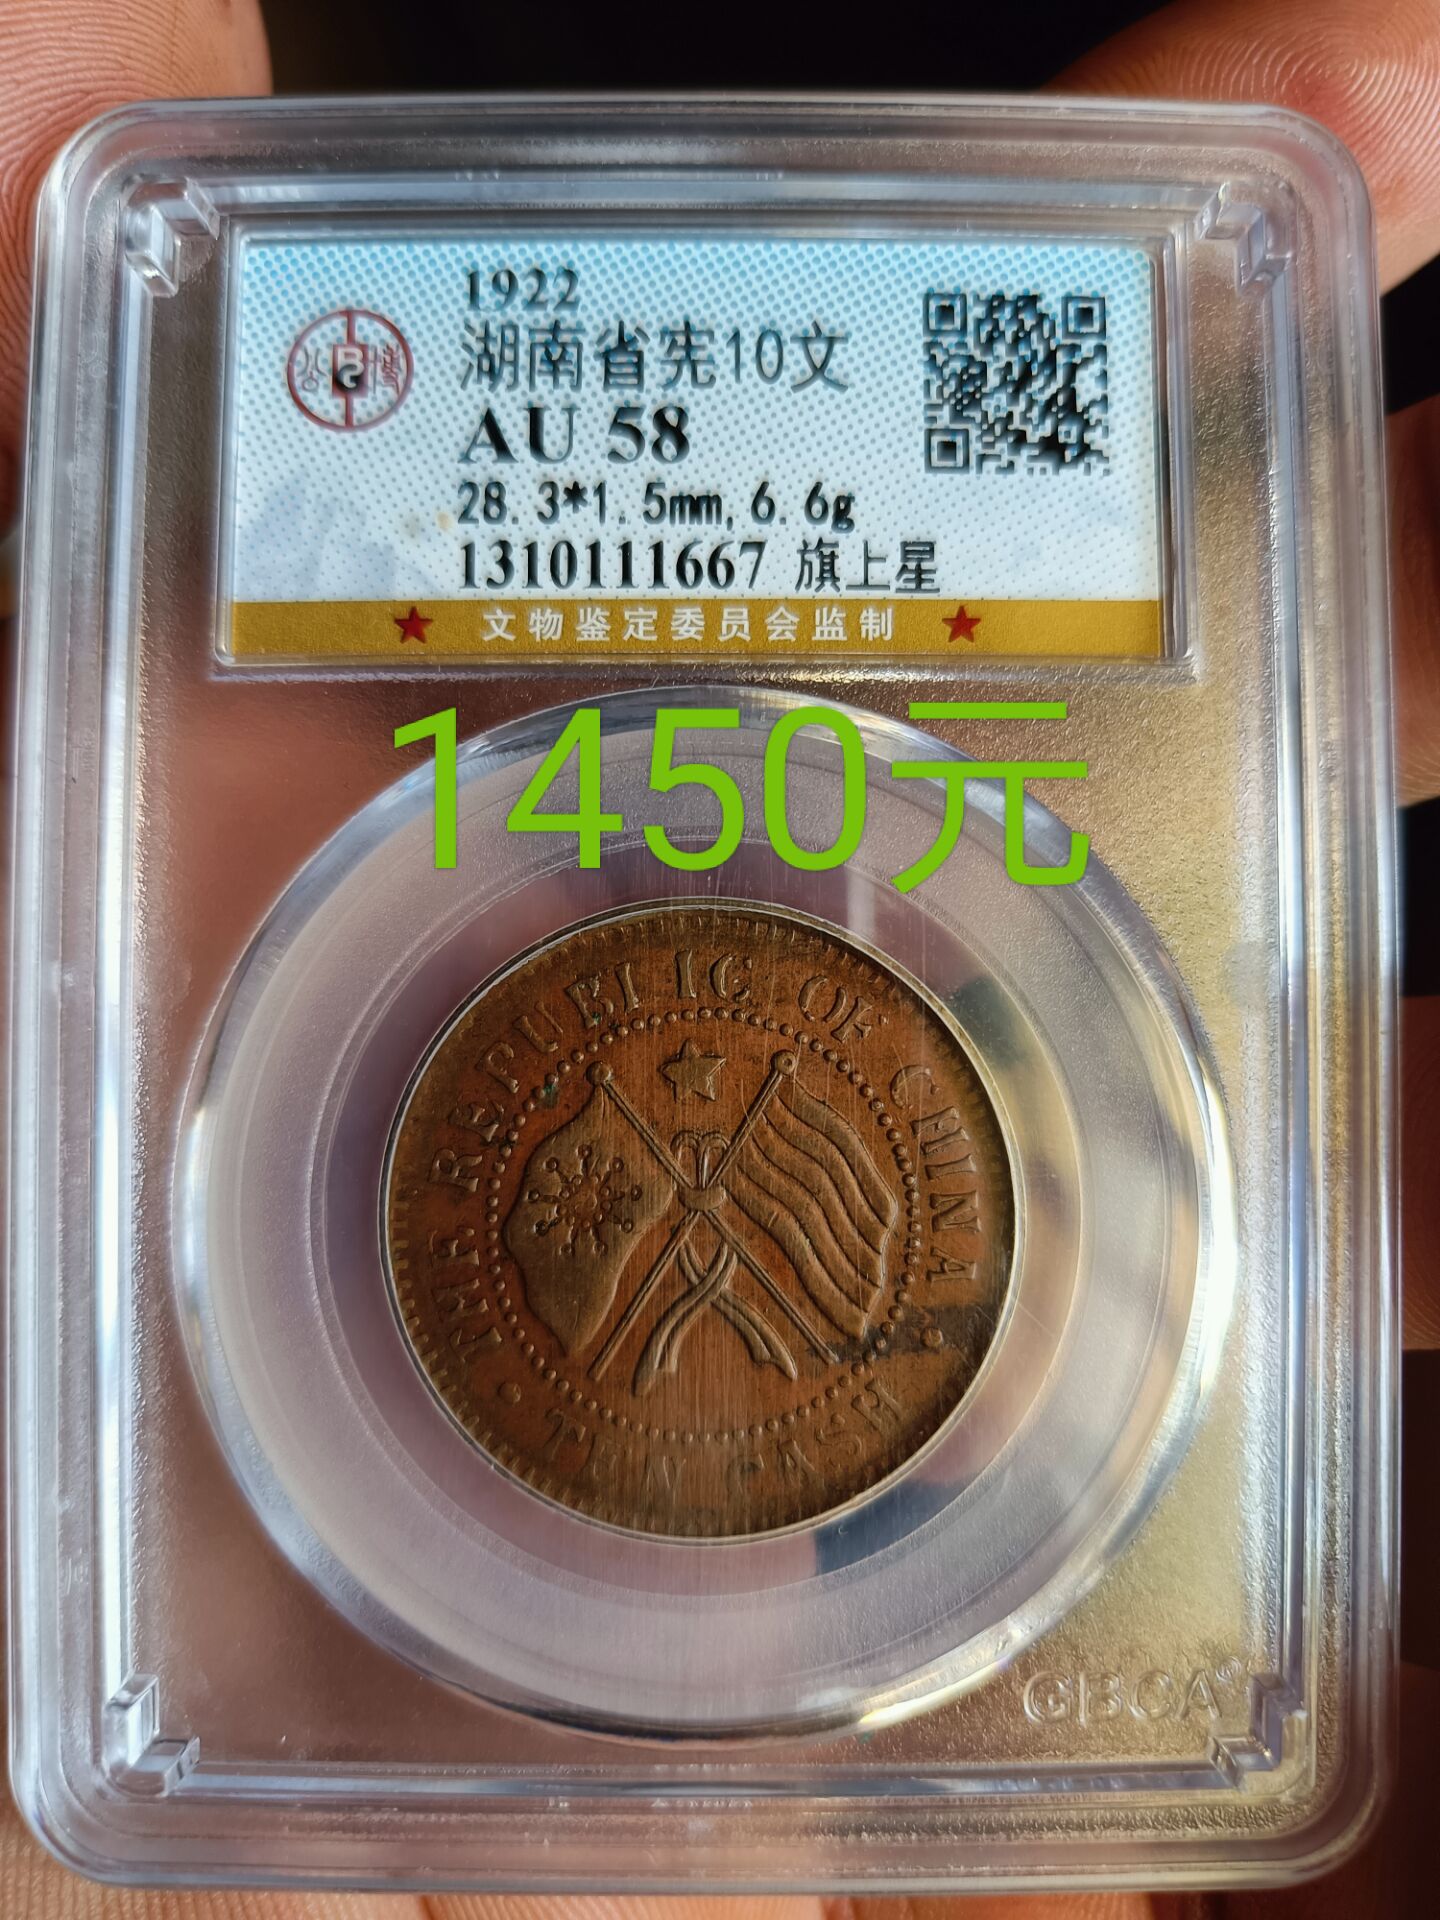 1922
湖南省宪10文
AU 58
28.3*1.5mm,6.6g
1310111667 旗上星
公 博
文物鉴定委员会监制
1450元
THE REPUBLIC OF CHINA
TEN CASH
GBCA®